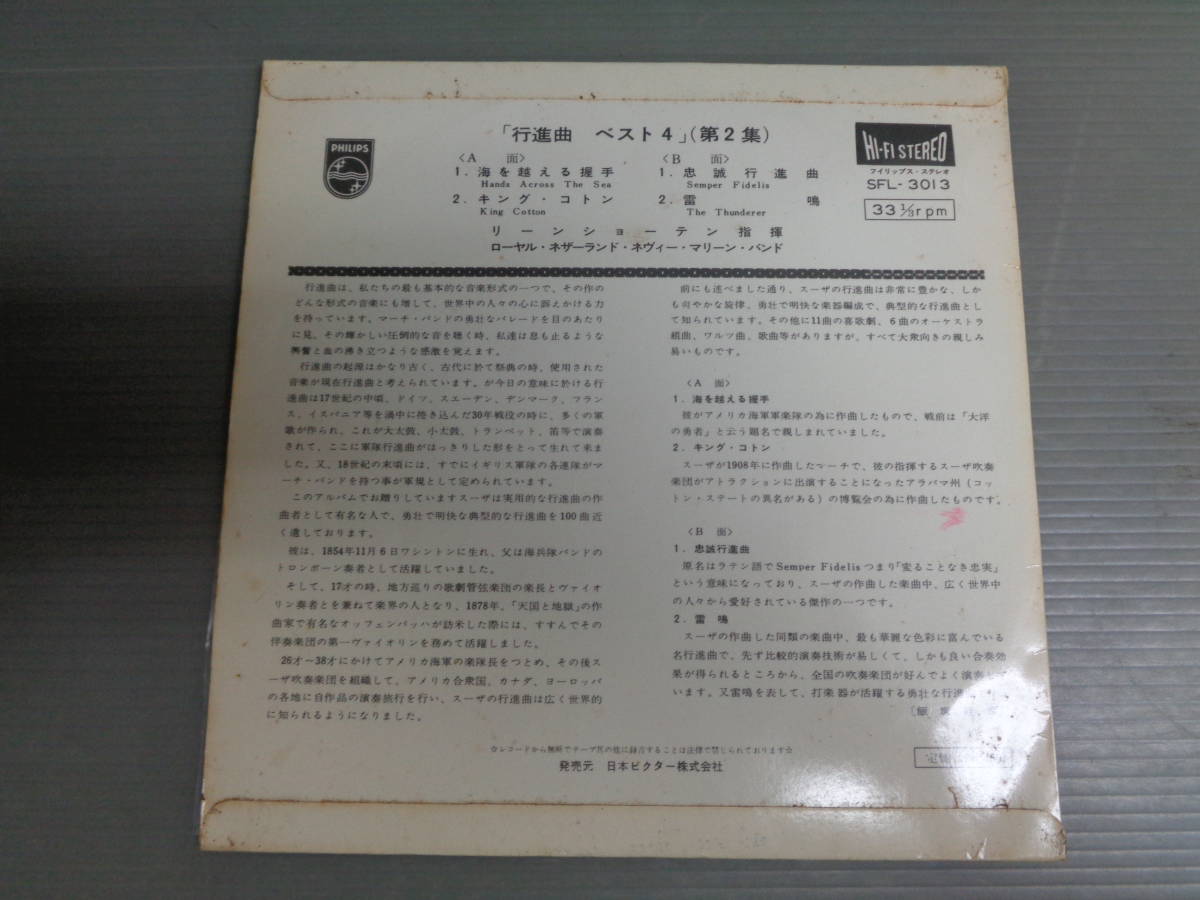 「行進曲 ベスト4」(第2集)
PHILIPS
〈A 面〉
1. 海を越える握手
Hands Across The Sea
2. キング・コトン
King Cotton
〈B 面〉
1. 忠誠行進曲
Semper Fidelis
2. 雷鳴
The Thunderer
リーンショーテン指揮
ローヤル・ネザーランド・ネヴィー・マリーン・バンド
HI-FI STEREO
フイリップス・ステレオ
SFL-3013
33 1/3 rpm
行進曲は、私たちの最も基本的な音楽形式の一つで、その作の
どんな形式の音楽にも増して、世界中の人々の心に訴えかける力
を持っています。マーチ・バンドの勇壮なパレードを目のあたり
に見、その輝かしい圧倒的な音を聴く時、私達は息も止るような
興奮と血の沸き立つような感激を覚えます。
行進曲の起源はかなり古く、古代に於て祭典の時、使用された
音楽が現在行進曲と考えられています。が今日の意味に於ける行
進曲は17世紀の中頃、ドイツ、スエーデン、デンマーク、フラン
ス、イスパニア等を渦中に捲き込んだ30年戦役の時に、多くの軍
歌が作られ、これが大太鼓、小太鼓、トランペット、笛等で演奏
されて、ここに軍隊行進曲がはっきりした形をとって生れて来ま
した。又、18世紀の末頃には、すでにイギリス軍隊の各連隊がマ
ーチ・バンドを持つ事が軍規として定められています。
このアルバムでお贈りしていますスーザは実用的な行進曲の作
曲者として有名な人で、勇壮で明快な典型的な行進曲を100曲近
く遺しております。
彼は、1854年11月6日ワシントンに生れ、父は海兵隊バンドの
トロンボーン奏者として活躍していました。
そして、17才の時、地方巡りの歌劇管弦楽団の楽長とヴァイオ
リン奏者とを兼ねて楽界の人となり、1878年、「天国と地獄」の作
曲家で有名なオッフェンバッハが訪米した際には、すすんでその
伴奏楽団の第一ヴァイオリンを務めて活躍しました。
26才～38才にかけてアメリカ海軍の楽隊長をつとめ、その後ス
ーザ吹奏楽団を組織して、アメリカ合衆国、カナダ、ヨーロッパ
の各地に自作品の演奏旅行を行い、スーザの行進曲は広く世界的
に知られるようになりました。
前にも述べました通り、スーザの行進曲は非常に豊かな、しか
も爽やかな旋律、勇壮で明快な楽器編成で、典型的な行進曲とし
て知られています。その他に11曲の喜歌劇、6曲のオーケストラ
組曲、ワルツ曲、歌曲等がありますが、すべて大衆向きの親しみ
易いものです。
〈A 面〉
1. 海を越える握手
彼がアメリカ海軍軍楽隊の為に作曲したもので、戦前は「大洋
の勇者」と云う題名で親しまれていました。
2. キング・コトン
スーザが1908年に作曲したマーチで、彼の指揮するスーザ吹奏
楽団がアトラクションに出演することになったアラバマ州（コッ
トン・ステートの異名がある）の博覧会の為に作曲したものです。
〈B 面〉
1. 忠誠行進曲
原名はラテン語でSemper Fidelisつまり「変ることなき忠実」
という意味になっており、スーザの作曲した楽曲中、広く世界中
の人々から愛好されている傑作の一つです。
2. 雷鳴
スーザの作曲した同類の楽曲中、最も華麗な色彩に富んでいる
名行進曲で、先ず比較的演奏技術が易しくて、しかも良い合奏効
果が得られるところから、全国の吹奏楽団が好んでよく演奏して
います。又雷鳴を表して、打楽器が活躍する勇壮な行進
☆レコードから無断でテープ其の他に録音することは法律で禁じられております☆
発売元 日本ビクター株式会社
定価